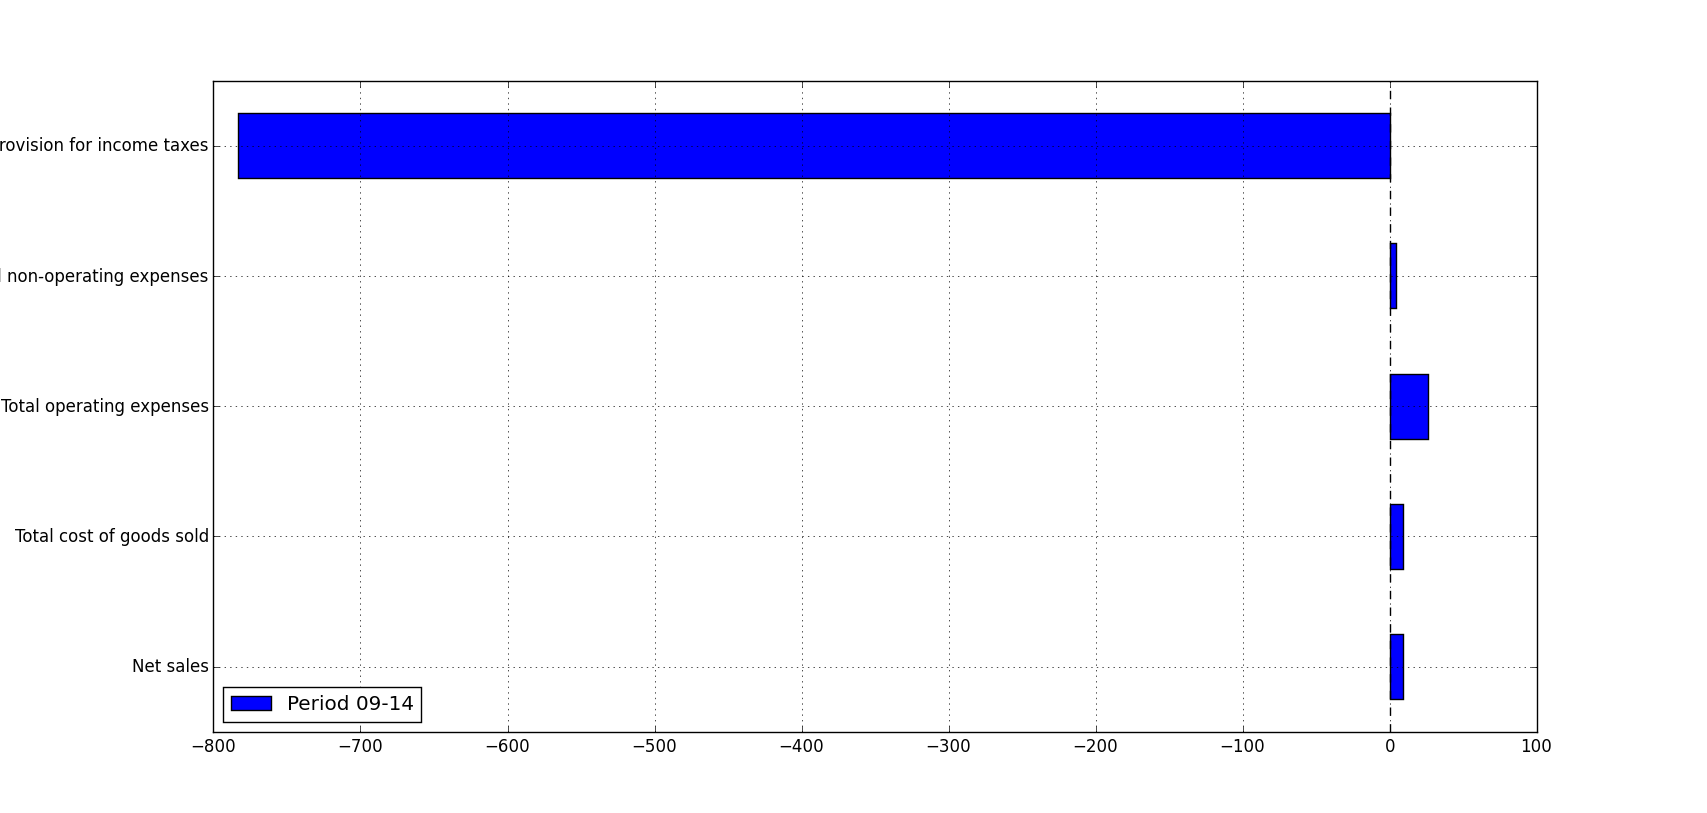 rovision for income taxes
non-operating expenses
Total operating expenses
Total cost of goods sold
Net sales
Period 09-14
−800 −700 −600 −500 −400 −300 −200 −100 0 100